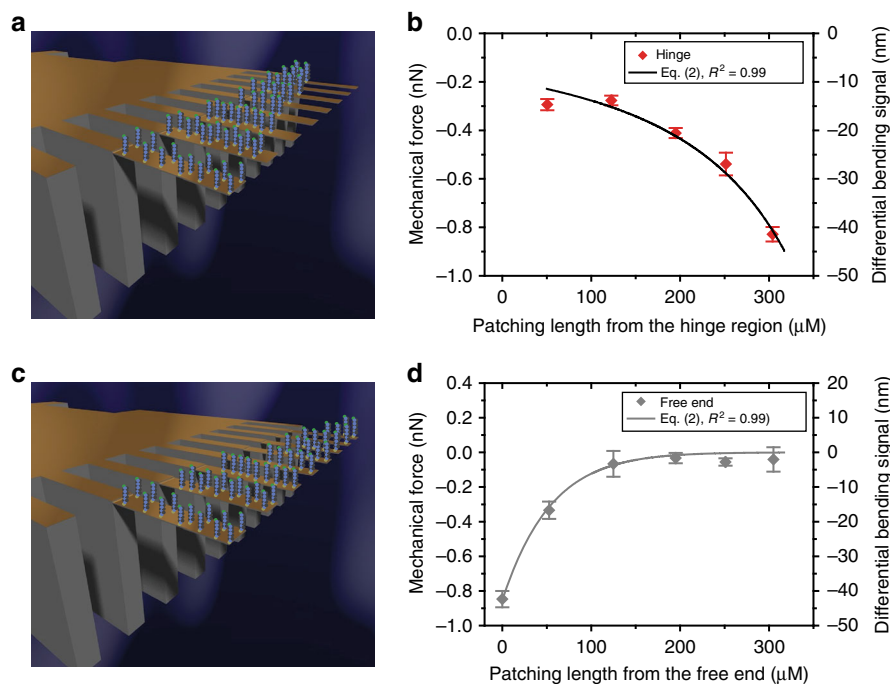 a
b
0.0
−0.2
−0.4
−0.6
−0.8
−1.0
Mechanical force (nN)
Hinge
Eq. (2), R² = 0.99
0
−10
−20
−30
−40
−50
Differential bending signal (nm)
0 100 200 300
Patching length from the hinge region (μM)
c
d
0.4
0.2
0.0
−0.2
−0.4
−0.6
−0.8
−1.0
Mechanical force (nN)
Free end
Eq. (2), R² = 0.99)
20
10
0
−10
−20
−30
−40
−50
Differential bending signal (nm)
0 100 200 300
Patching length from the free end (μM)